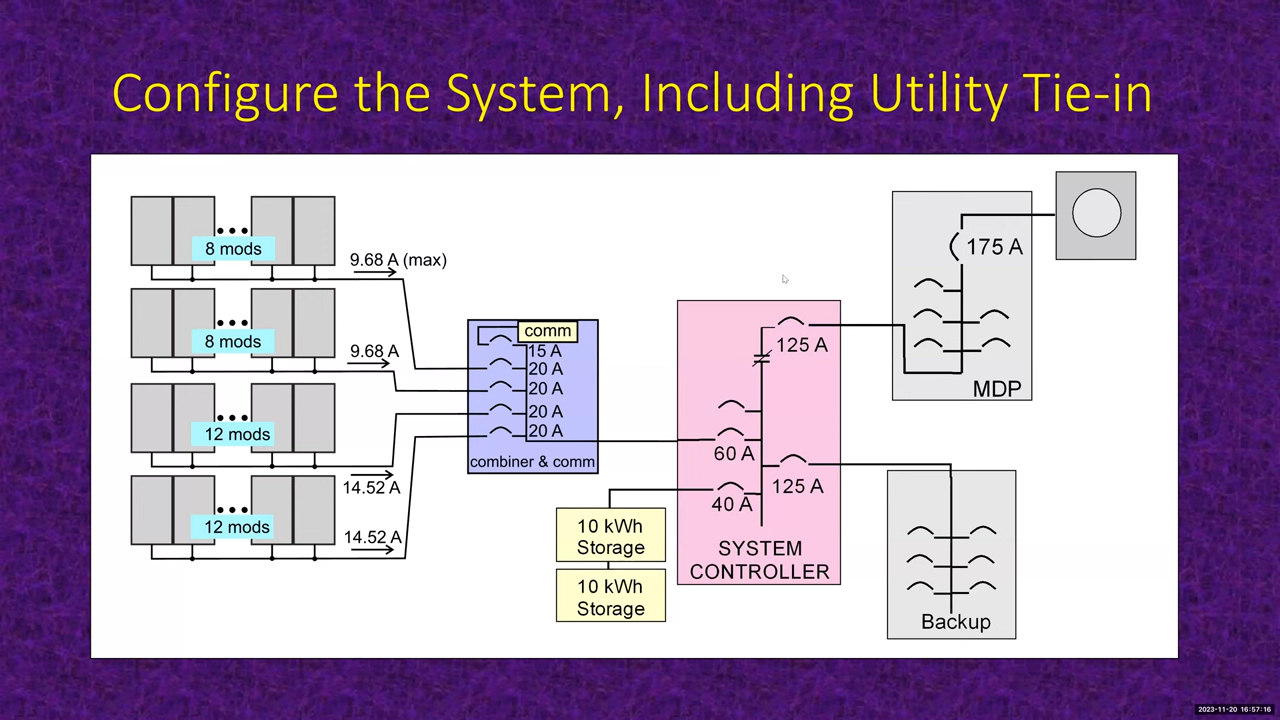 Configure the System, Including Utility Tie-in
8 mods
9.68 A (max)
8 mods
9.68 A
12 mods
14.52 A
12 mods
14.52 A
comm
15 A
20 A
20 A
20 A
20 A
combiner & comm
10 kWh
Storage
10 kWh
Storage
125 A
60 A
40 A
125 A
SYSTEM
CONTROLLER
175 A
MDP
Backup
2023-11-20 16:57:16